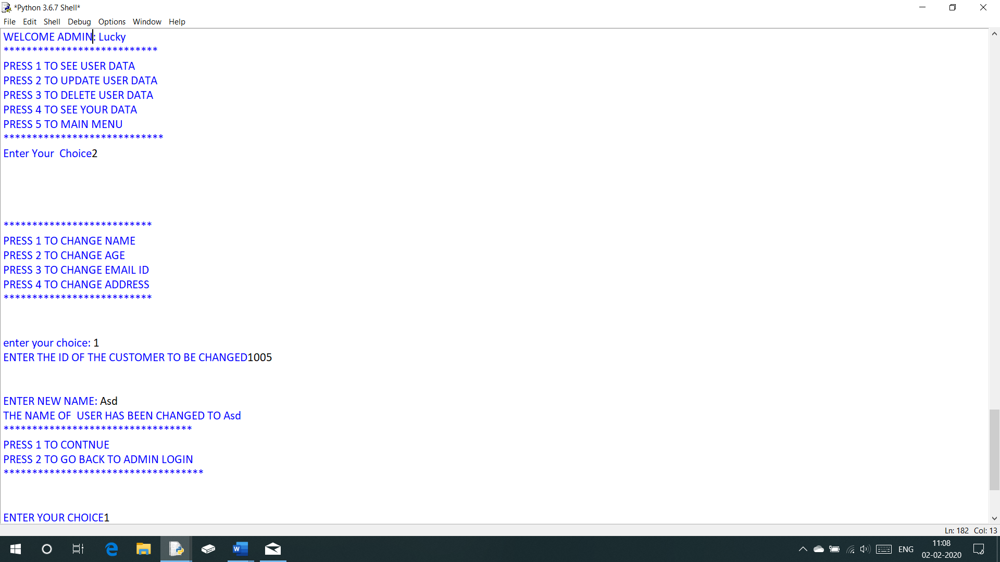 *Python 3.6.7 Shell*
File Edit Shell Debug Options Window Help
WELCOME ADMIN: Lucky
***************************
PRESS 1 TO SEE USER DATA
PRESS 2 TO UPDATE USER DATA
PRESS 3 TO DELETE USER DATA
PRESS 4 TO SEE YOUR DATA
PRESS 5 TO MAIN MENU
****************************
Enter Your  Choice2
**************************
PRESS 1 TO CHANGE NAME
PRESS 2 TO CHANGE AGE
PRESS 3 TO CHANGE EMAIL ID
PRESS 4 TO CHANGE ADDRESS
**************************
enter your choice: 1
ENTER THE ID OF THE CUSTOMER TO BE CHANGED1005
ENTER NEW NAME: Asd
THE NAME OF  USER HAS BEEN CHANGED TO Asd
*********************************
PRESS 1 TO CONTNUE
PRESS 2 TO GO BACK TO ADMIN LOGIN
***********************************
ENTER YOUR CHOICE1
Ln: 182 Col: 13
ENG
11:08
02-02-2020